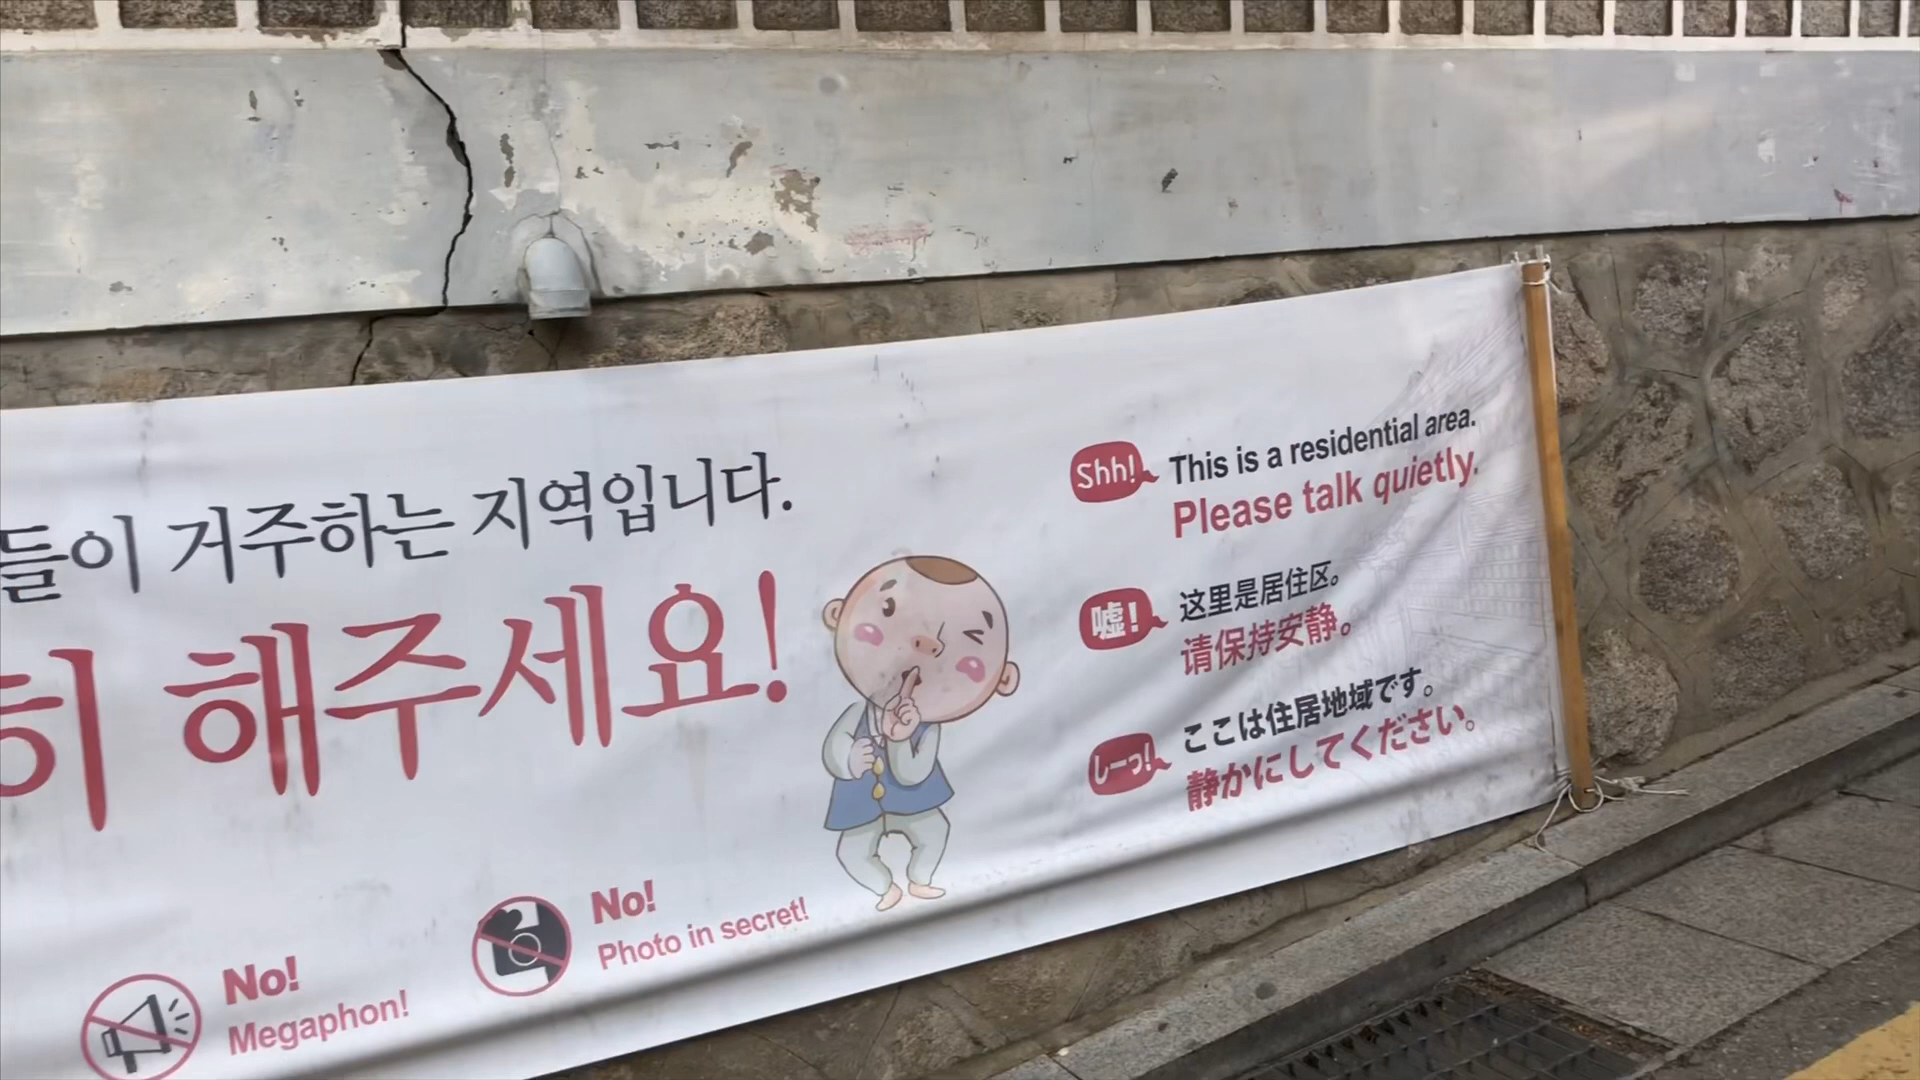 들이 거주하는 지역입니다.
히 해주세요!
No!
Megaphon!
No!
Photo in secret!
Shh!
This is a residential area.
Please talk quietly.
嘘!
这里是居住区。
请保持安静。
しーっ!
ここは住居地域です。
静かにしてください。